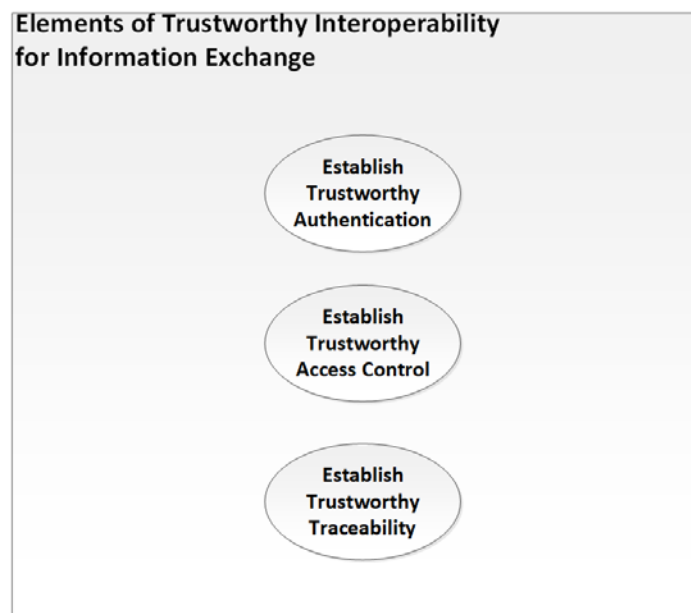 Elements of Trustworthy Interoperability
for Information Exchange
Establish
Trustworthy
Authentication
Establish
Trustworthy
Access Control
Establish
Trustworthy
Traceability